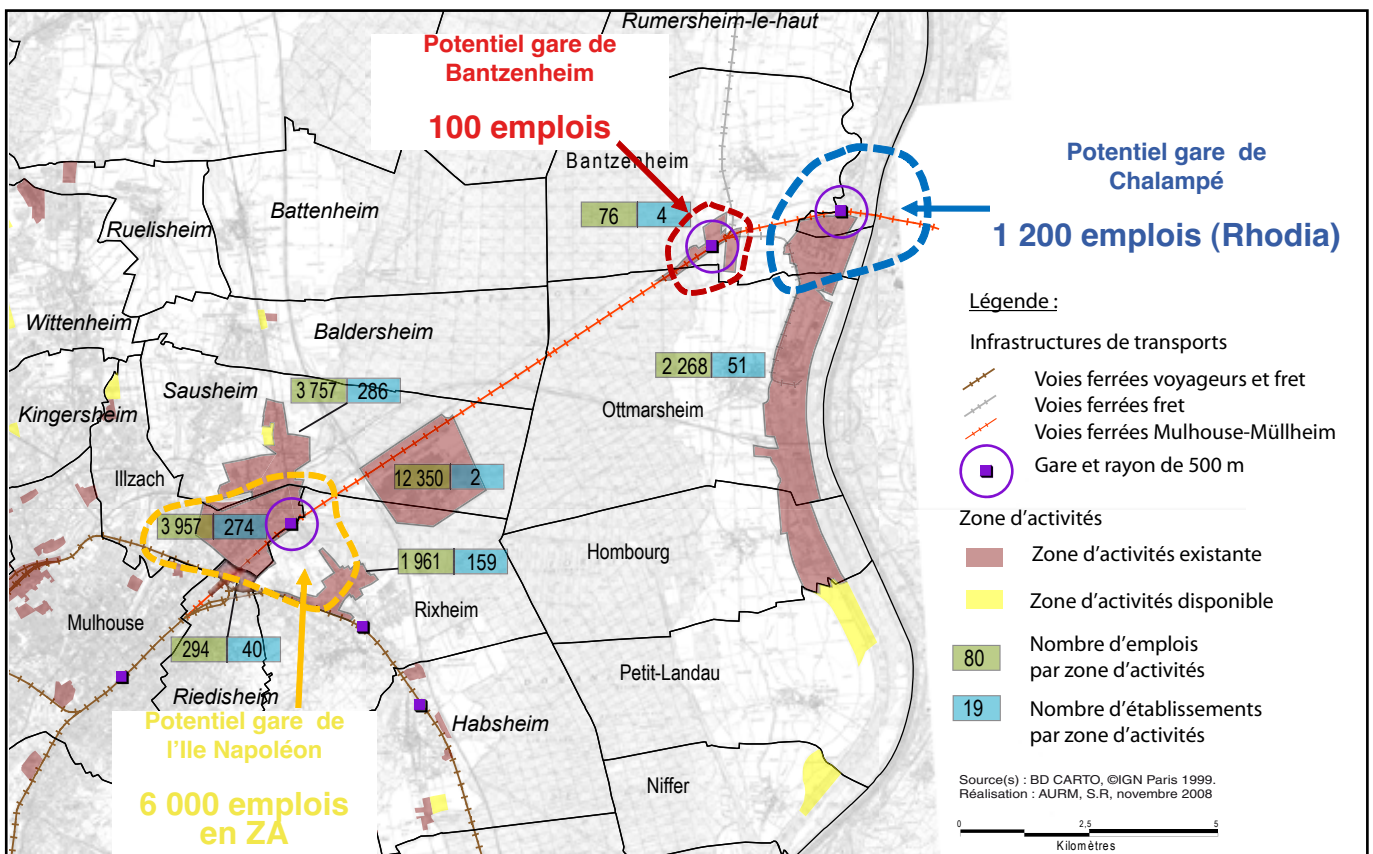 Rumersheim-le-haut
Potentiel gare de
Bantzenheim
100 emplois
Bantzenheim
Potentiel gare de
Chalampé
1 200 emplois (Rhodia)
Battenheim
Ruelisheim
76 4
Wittenheim
Baldersheim
Sausheim
3 757 286
2 268 51
Kingersheim
Ottmarsheim
Illzach
12 350 2
3 957 274
Hombourg
1 961 159
Mulhouse
Rixheim
294 40
Riedisheim
Petit-Landau
Habsheim
Potentiel gare de
l'Ile Napoléon
6 000 emplois
en ZA
Niffer
Légende :
Infrastructures de transports
Voies ferrées voyageurs et fret
Voies ferrées fret
Voies ferrées Mulhouse-Müllheim
Gare et rayon de 500 m
Zone d'activités
Zone d'activités existante
Zone d'activités disponible
80 Nombre d'emplois
par zone d'activités
19 Nombre d'établissements
par zone d'activités
Source(s) : BD CARTO, ©IGN Paris 1999.
Réalisation : AURM, S.R, novembre 2008
0 2,5 5
Kilomètres